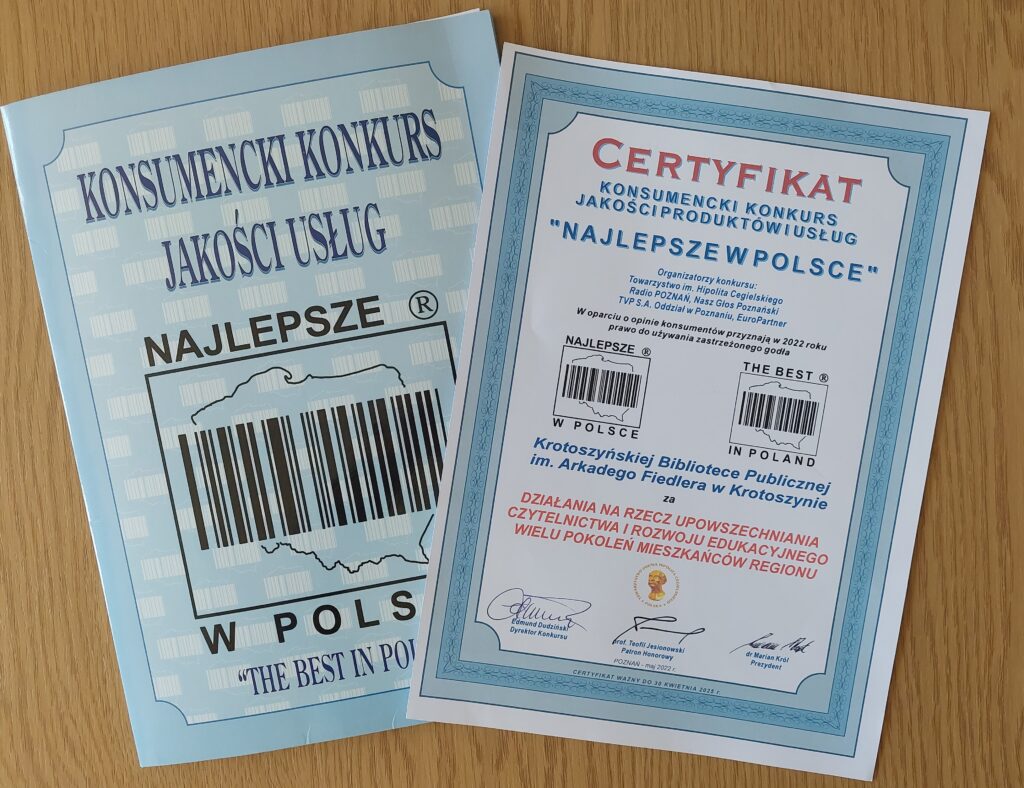 KONSUMENCKI KONKURS
JAKOŚCI USŁUG
NAJLEPSZE ®
W POLS
"THE BEST IN POL
CERTYFIKAT
KONSUMENCKI KONKURS
JAKOŚCI PRODUKTÓW I USŁUG
"NAJLEPSZE W POLSCE"
Organizatorzy konkursu:
Towarzystwo im. Hipolita Cegielskiego
Radio POZNAŃ, Nasz Głos Poznański
TVP S.A. Oddział w Poznaniu, EuroPartner
W oparciu o opinie konsumentów przyznają w 2022 roku
prawo do używania zastrzeżonego godła
NAJLEPSZE ®
W POLSCE
THE BEST ®
IN POLAND
Krotoszyńskiej Bibliotece Publicznej
im. Arkadego Fiedlera w Krotoszynie
za
DZIAŁANIA NA RZECZ UPOWSZECHNIANIA
CZYTELNICTWA I ROZWOJU EDUKACYJNEGO
WIELU POKOLEŃ MIESZKAŃCÓW REGIONU
Edmund Dudziński
Dyrektor Konkursu
prof. Teofil Jesionowski
Patron Honorowy
dr Marian Król
Prezydent
POZNAŃ - maj 2022 r.
CERTYFIKAT WAŻNY DO 30 KWIETNIA 2025 r.